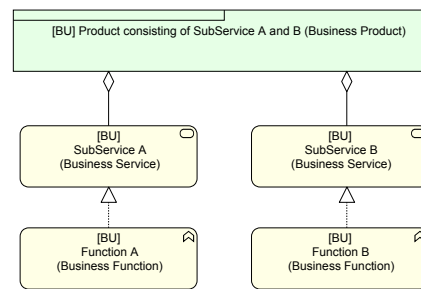 [BU] Product consisting of SubService A and B (Business Product)
[BU]
SubService A
(Business Service)
[BU]
SubService B
(Business Service)
[BU]
Function A
(Business Function)
[BU]
Function B
(Business Function)